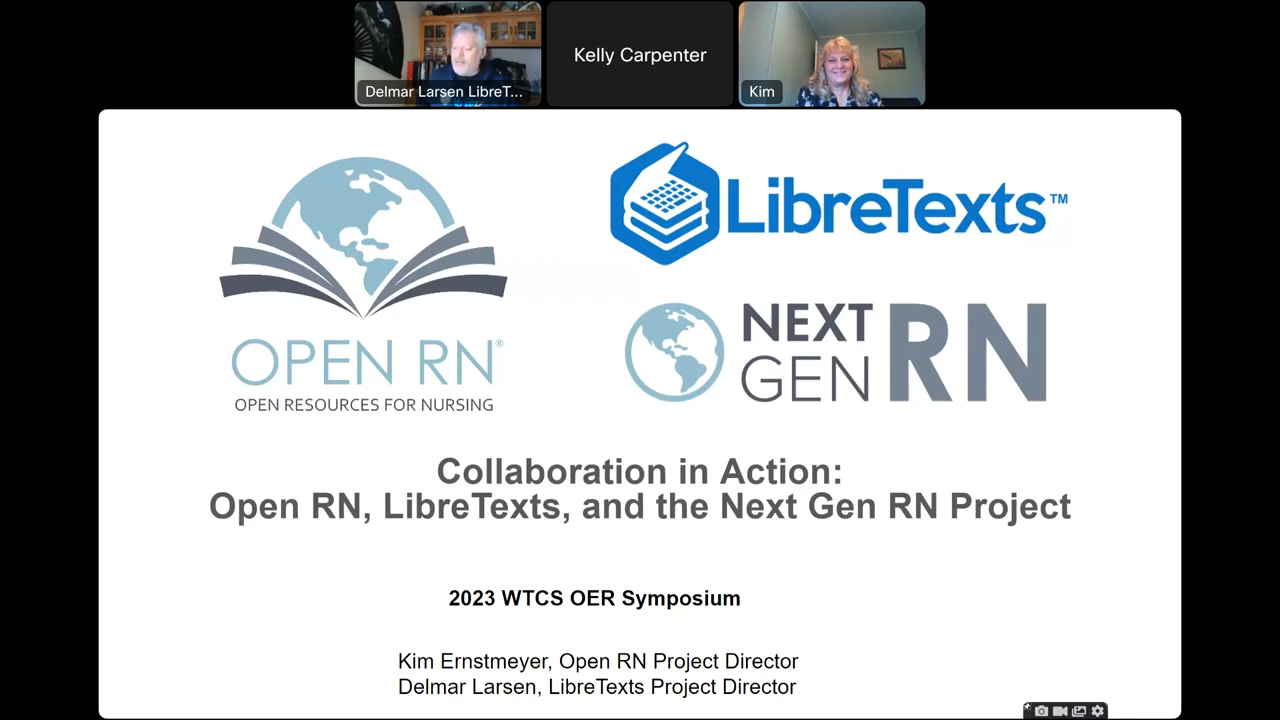 Delmar Larsen LibreT...
Kelly Carpenter
Kim
LibreTexts™
OPEN RN®
OPEN RESOURCES FOR NURSING
NEXT
GEN
RN
Collaboration in Action:
Open RN, LibreTexts, and the Next Gen RN Project
2023 WTCS OER Symposium
Kim Ernstmeyer, Open RN Project Director
Delmar Larsen, LibreTexts Project Director